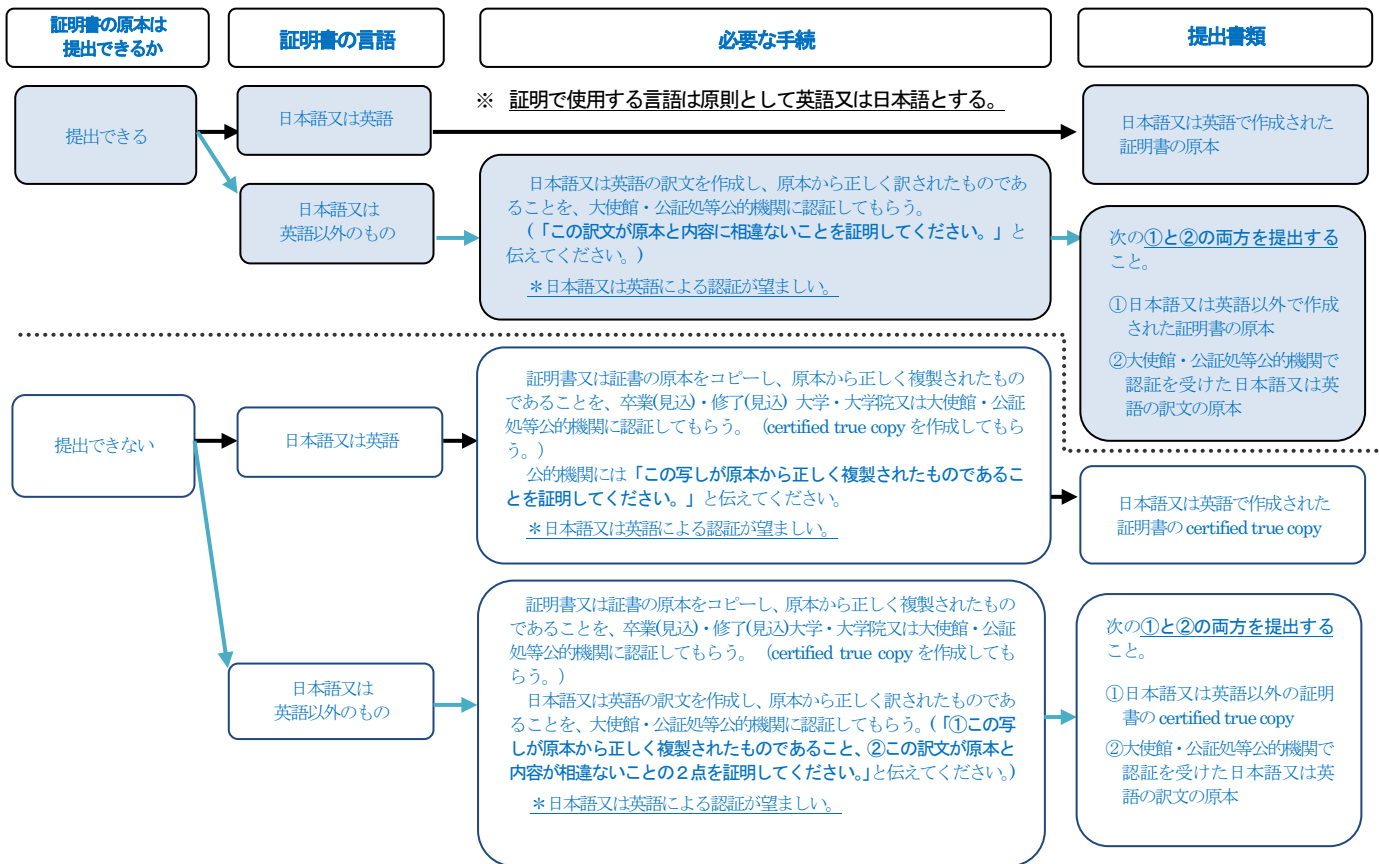 証明書の原本は
提出できるか
証明書の言語
必要な手続
提出書類
※　証明で使用する言語は原則として英語又は日本語とする。
提出できる
日本語又は英語
日本語又は英語で作成された
証明書の原本
日本語又は
英語以外のもの
日本語又は英語の訳文を作成し、原本から正しく訳されたものであ
ることを、大使館・公証処等公的機関に認証してもらう。
（「この訳文が原本と内容に相違ないことを証明してください。」と
伝えてください。）
＊日本語又は英語による認証が望ましい。
次の①と②の両方を提出する
こと。
①日本語又は英語以外で作成
された証明書の原本
②大使館・公証処等公的機関で
認証を受けた日本語又は英
語の訳文の原本
提出できない
日本語又は英語
証明書又は証書の原本をコピーし、原本から正しく複製されたもの
であることを、卒業(見込)・修了(見込) 大学・大学院又は大使館・公証
処等公的機関に認証してもらう。（certified true copy を作成してもら
う。）
公的機関には「この写しが原本から正しく複製されたものであるこ
とを証明してください。」と伝えてください。
＊日本語又は英語による認証が望ましい。
日本語又は英語で作成された
証明書の certified true copy
日本語又は
英語以外のもの
証明書又は証書の原本をコピーし、原本から正しく複製されたもの
であることを、卒業(見込)・修了(見込)大学・大学院又は大使館・公証
処等公的機関に認証してもらう。（certified true copy を作成しても
らう。）
日本語又は英語の訳文を作成し、原本から正しく訳されたものであ
ることを、大使館・公証処等公的機関に認証してもらう。(「①この写
しが原本から正しく複製されたものであること、②この訳文が原本と
内容が相違ないことの２点を証明してください。」と伝えてください。)
＊日本語又は英語による認証が望ましい。
次の①と②の両方を提出する
こと。
①日本語又は英語以外の証明
書の certified true copy
②大使館・公証処等公的機関で
認証を受けた日本語又は英
語の訳文の原本